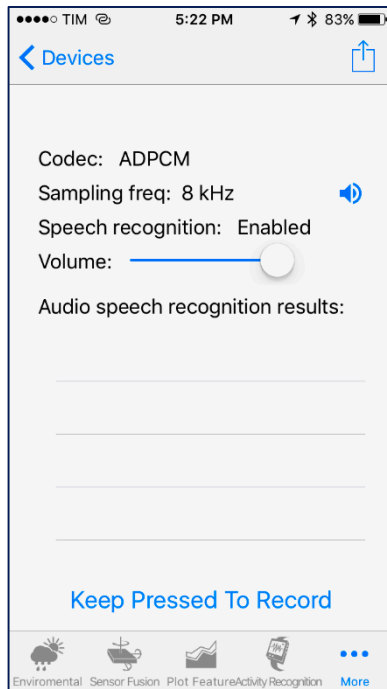 TIM 5:22 PM 83%
Devices
Codec: ADPCM
Sampling freq: 8 kHz
Speech recognition: Enabled
Volume:
Audio speech recognition results:
Keep Pressed To Record
Enviromental Sensor Fusion Plot Feature Activity Recognition More